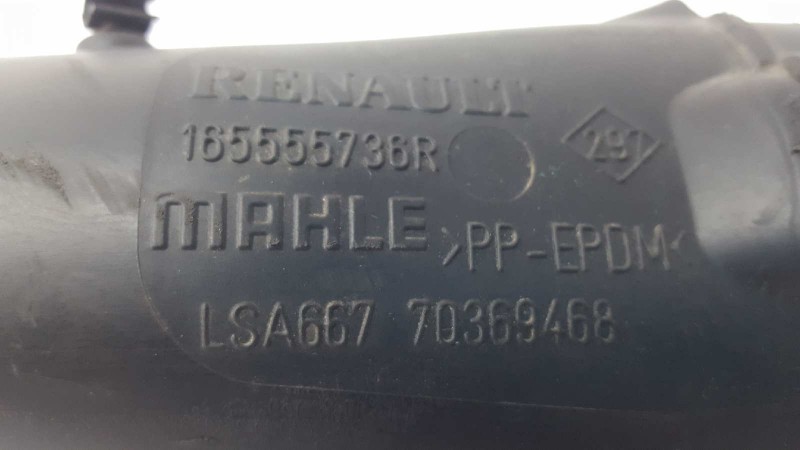 RENAULT
165555736R
297
MAHLE
>PP-EPDM<
LSA667 70369468